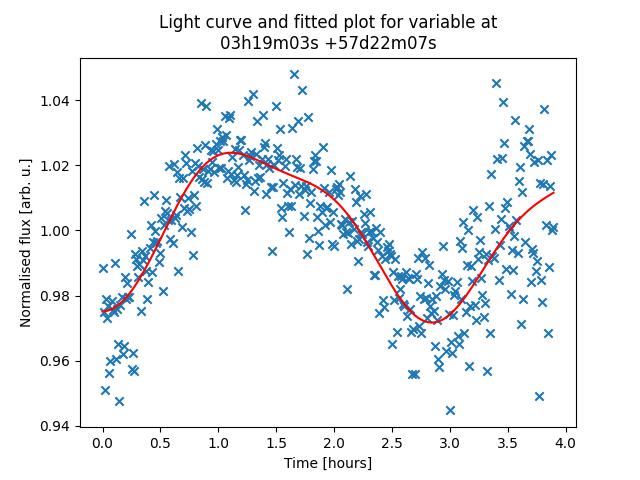 Light curve and fitted plot for variable at
03h19m03s +57d22m07s
Normalised flux [arb. u.]
1.04
1.02
1.00
0.98
0.96
0.94
0.0 0.5 1.0 1.5 2.0 2.5 3.0 3.5 4.0
Time [hours]